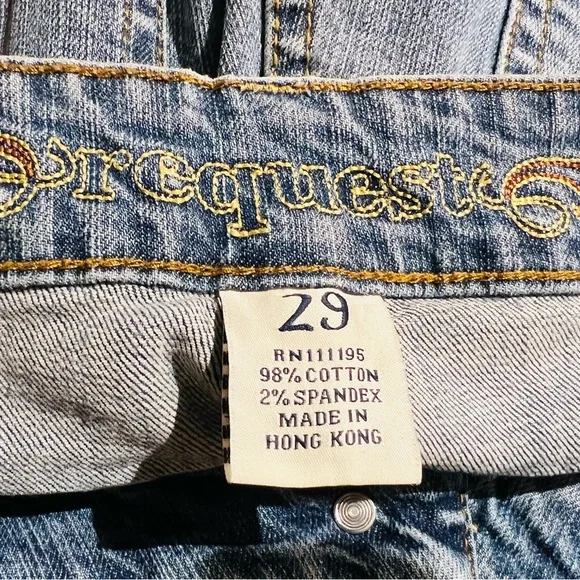 request
29
RN111195
98% COTTON
2% SPANDEX
MADE IN
HONG KONG